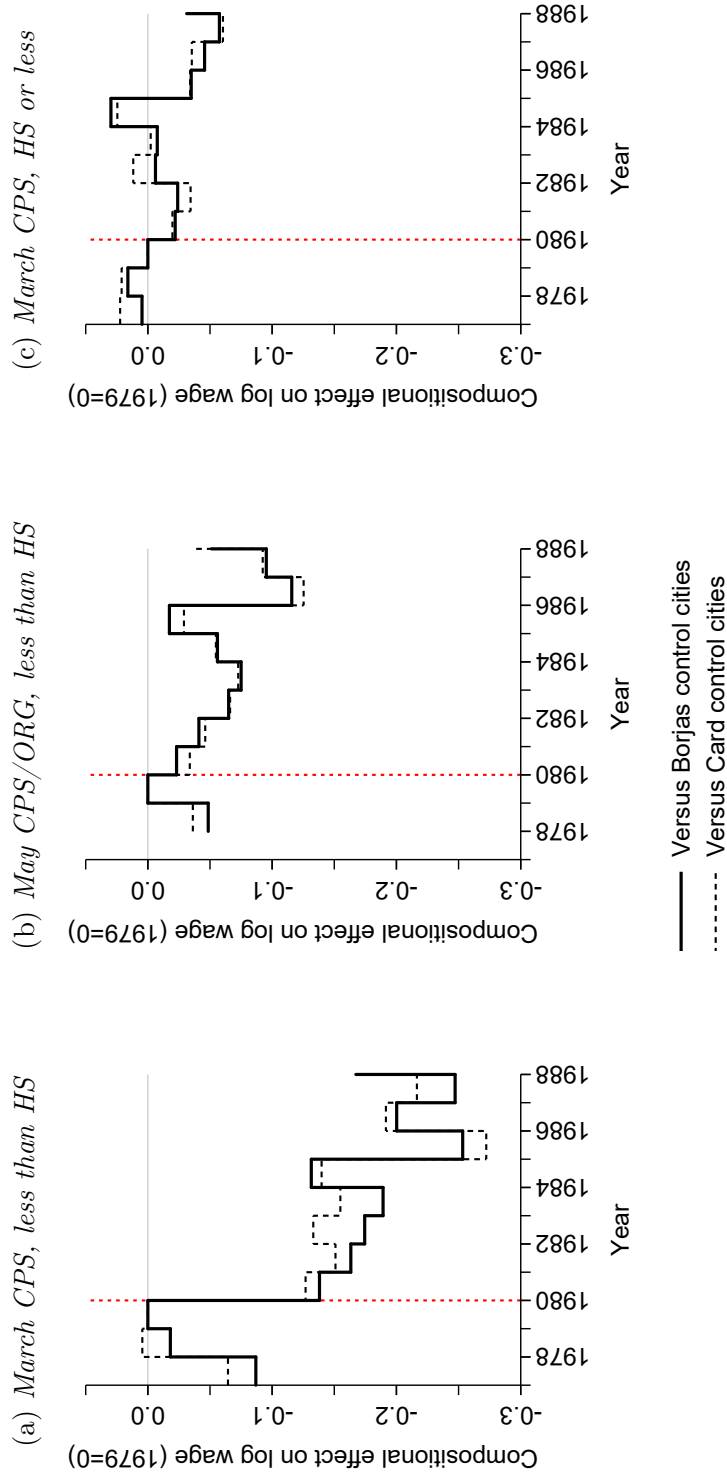 (a) March CPS, less than HS
Compositional effect on log wage (1979=0)
0.0
-0.1
-0.2
-0.3
1978
1980
1982
1984
1986
1988
Year
(b) May CPS/ORG, less than HS
Compositional effect on log wage (1979=0)
0.0
-0.1
-0.2
-0.3
1978
1980
1982
1984
1986
1988
Year
(c) March CPS, HS or less
Compositional effect on log wage (1979=0)
0.0
-0.1
-0.2
-0.3
1978
1980
1982
1984
1986
1988
Year
Versus Borjas control cities
Versus Card control cities